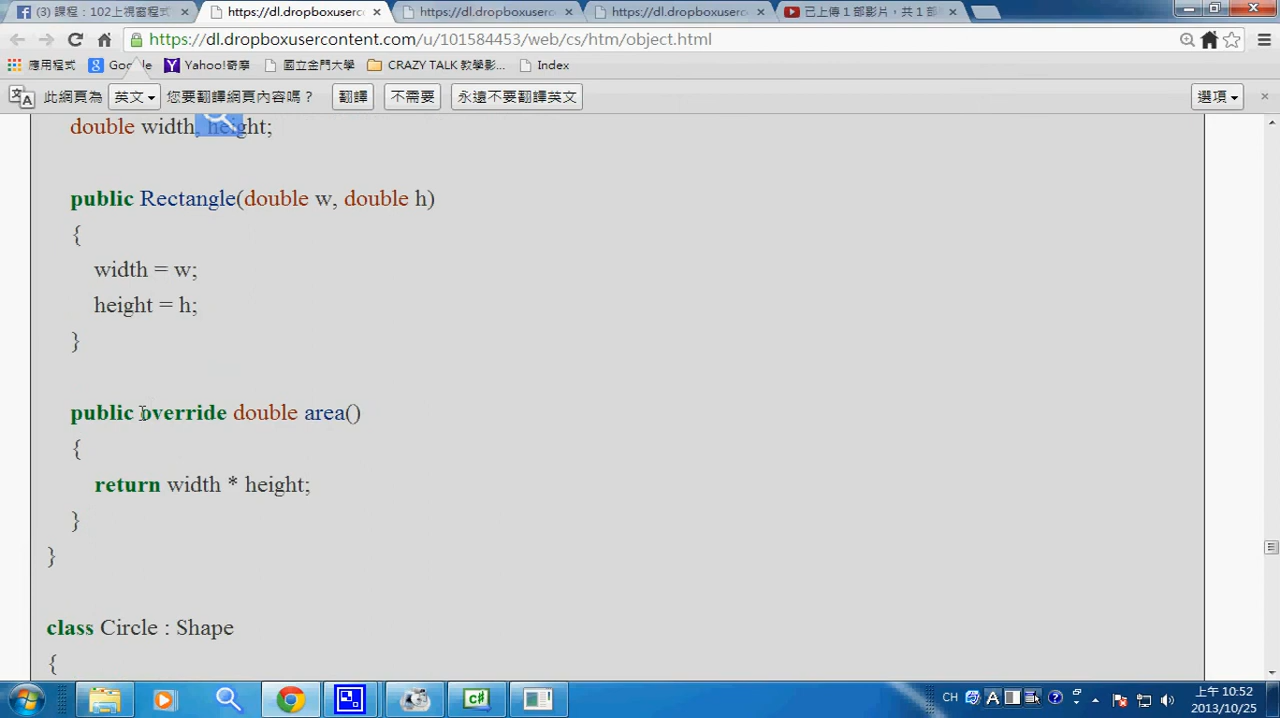 (3) 課程：102上視窗程式
https://dl.dropboxuserco
https://dl.dropboxuserco
https://dl.dropboxuserco
已上傳 1 部影片，共 1 部
https://dl.dropboxusercontent.com/u/101584453/web/cs/htm/object.html
應用程式
Google
Yahoo!奇摩
國立金門大學
CRAZY TALK 教學影...
Index
此網頁為 英文 您要翻譯網頁內容嗎？ 翻譯 不需要 永遠不要翻譯英文 選項
double width, height;
public Rectangle(double w, double h)
{
width = w;
height = h;
}
public override double area()
{
return width * height;
}
}
class Circle : Shape
{
CH
上午 10:52
2013/10/25